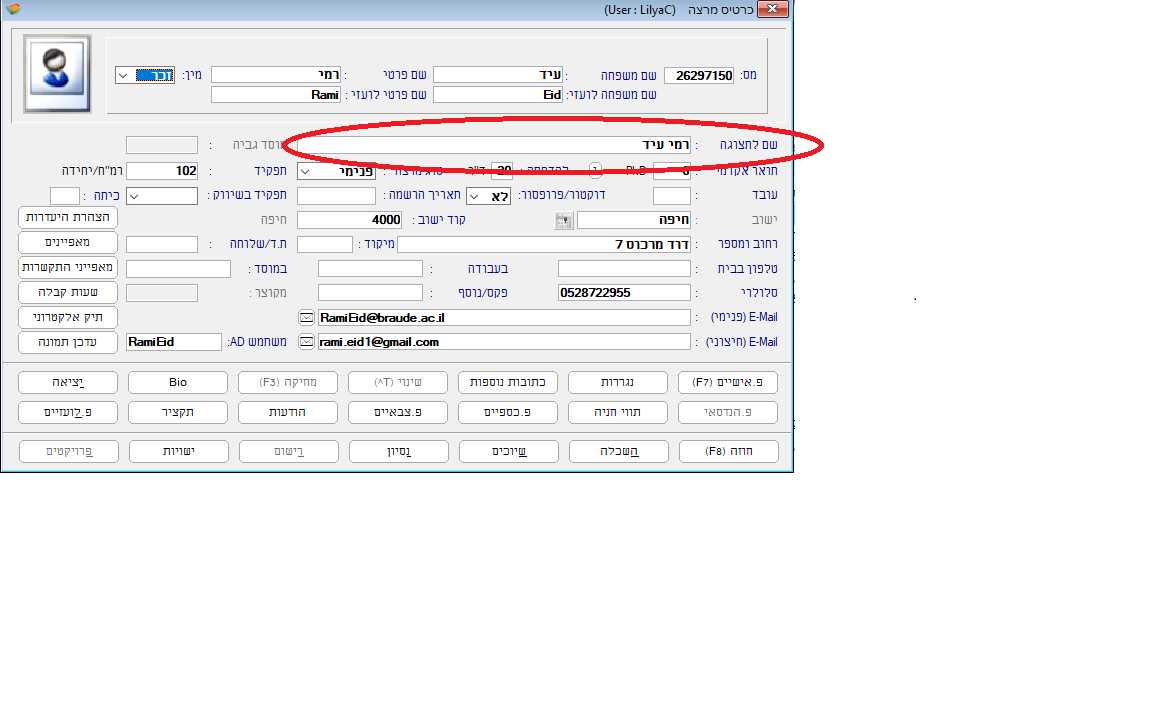 כרטיס מרצה (User : LilyaC)
מס: 26297150 שם משפחה : עיד שם פרטי : רמי מין: זכר
שם משפחה לועזי: Eid שם פרטי לועזי : Rami
שם לתצוגה : רמי עיד מוסד גביה :
תואר אקדמי : 6 Ph.D להדפסה : 20 ד"ר סוג מרצה : פנימי תפקיד : 102 רמ"ח/יחידה
עובד : דוקטור/פרופסור: לא תאריך הרשמה : תפקיד בשיווק : כיתה :
ישוב : חיפה קוד ישוב : 4000 חיפה הצהרת היעדרות
רחוב ומספר : דוד מרכוס 7 מיקוד : ת.ד/שלוחה : מאפיינים
טלפון בבית : בעבודה : במוסד : מאפייני התקשרות
סלולרי : 0528722955 פקס/נוסף : מקוצר : שעות קבלה
E-Mail (פנימי) : RamiEid@braude.ac.il תיק אלקטרוני
E-Mail (חיצוני) : rami.eid1@gmail.com משתמש AD: RamiEid עדכן תמונה
פ.אישיים (F7) נגררות כתובות נוספות שינוי (T^) מחיקה (F3) Bio יציאה
פ.הנדסאי תווי חניה פ.כספיים פ.צבאיים הודעות תקציר פ.לועזיים
חוזה (F8) השכלה שיוכים נסיון רישום ישויות פרויקטים